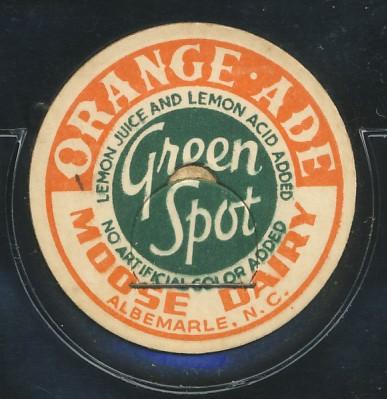 ORANGE·ADE
LEMON JUICE AND LEMON ACID ADDED
Green
Spot
NO ARTIFICIAL COLOR ADDED
MOOSE DAIRY
ALBEMARLE, N.C.